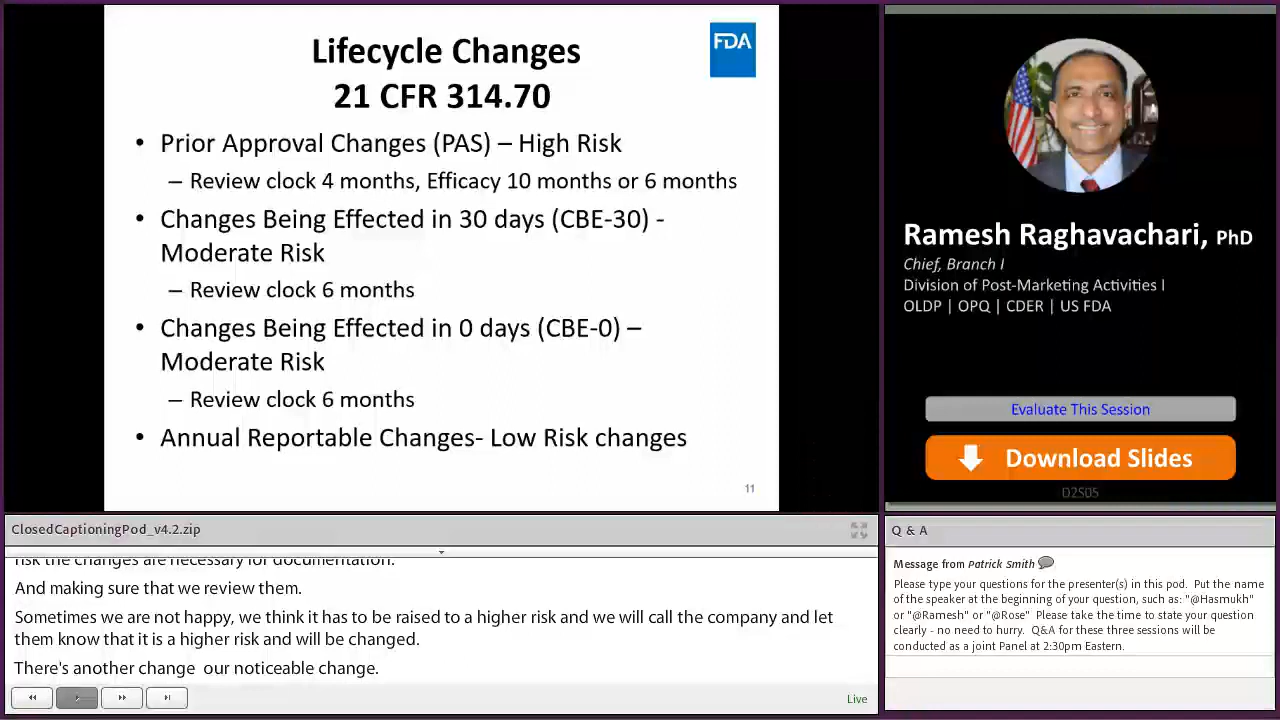 Lifecycle Changes
FDA
21 CFR 314.70
• Prior Approval Changes (PAS) – High Risk
– Review clock 4 months, Efficacy 10 months or 6 months
• Changes Being Effected in 30 days (CBE-30) -
Moderate Risk
– Review clock 6 months
• Changes Being Effected in 0 days (CBE-0) –
Moderate Risk
– Review clock 6 months
• Annual Reportable Changes- Low Risk changes
11
Ramesh Raghavachari, PhD
Chief, Branch I
Division of Post-Marketing Activities I
OLDP | OPQ | CDER | US FDA
Evaluate This Session
Download Slides
D2S05
ClosedCaptioningPod_v4.2.zip
risk the changes are necessary for documentation.
And making sure that we review them.
Sometimes we are not happy, we think it has to be raised to a higher risk and we will call the company and let
them know that it is a higher risk and will be changed.
There's another change  our noticeable change.
Live
Q & A
Message from Patrick Smith
Please type your questions for the presenter(s) in this pod.  Put the name
of the speaker at the beginning of your question, such as: "@Hasmukh"
or "@Ramesh" or "@Rose"  Please take the time to state your question
clearly - no need to hurry.  Q&A for these three sessions will be
conducted as a joint Panel at 2:30pm Eastern.